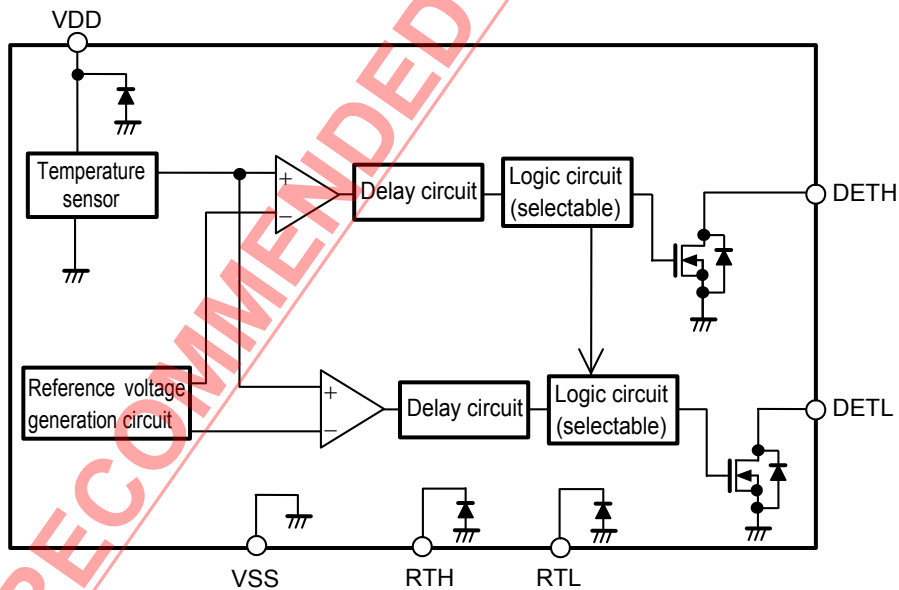 VDD
Temperature
sensor
+
−
Delay circuit
Logic circuit
(selectable)
DETH
Reference voltage
generation circuit
+
−
Delay circuit
Logic circuit
(selectable)
DETL
VSS
RTH
RTL
RECOMMENDED